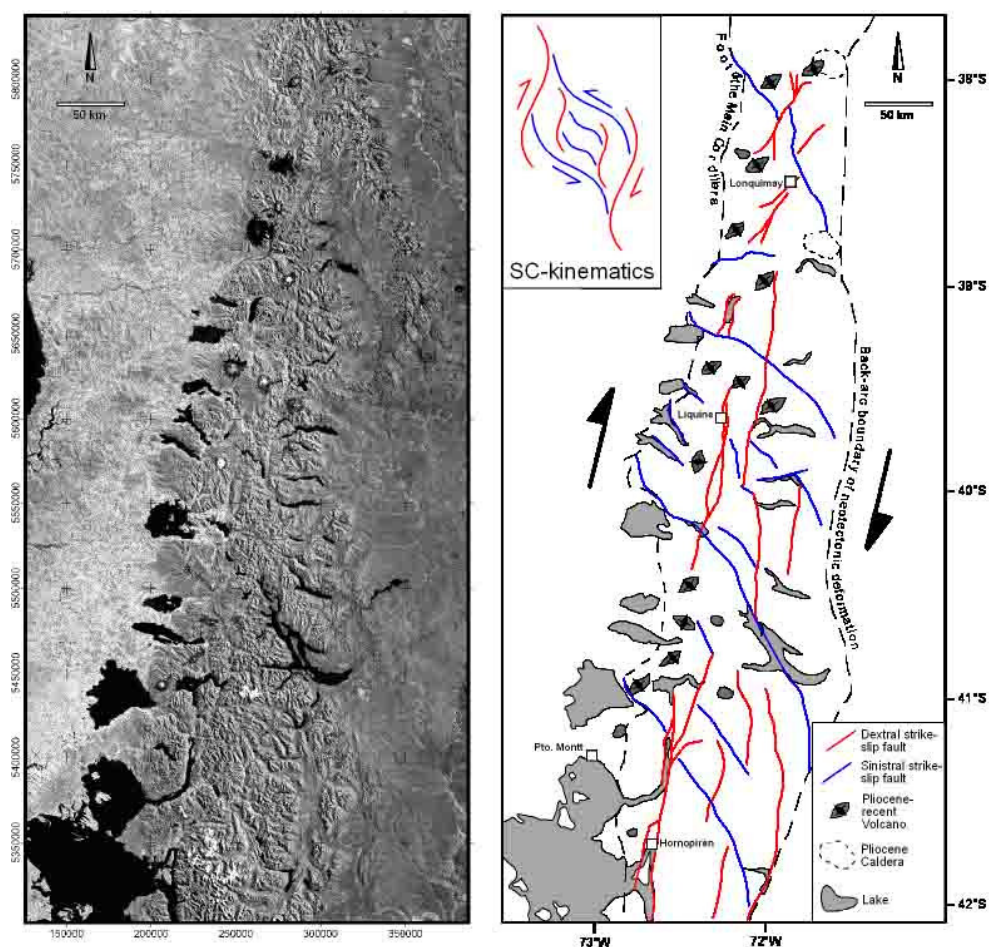 N
50 km
5800000
5750000
5700000
5650000
5600000
5550000
5500000
5450000
5400000
5350000
150000
200000
250000
300000
350000
SC-kinematics
Foot of the Main Cordillera
N
50 km
Lonquimay
Liquine
Back-arc boundary of neotectonic deformation
Pto. Montt
Hornopiren
38°S
39°S
40°S
41°S
42°S
73°W
72°W
Dextral strike-
slip fault
Sinistral strike-
slip fault
Pliocene-
recent
Volcano
Pliocene
Caldera
Lake